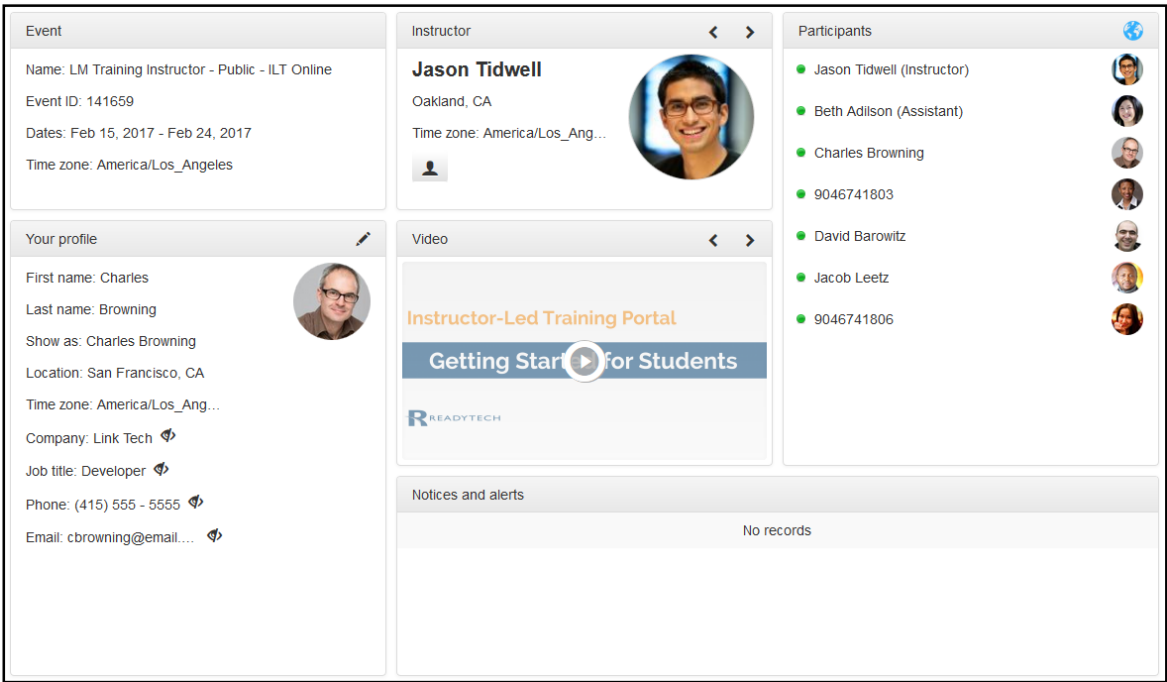 Event
Name: LM Training Instructor - Public - ILT Online
Event ID: 141659
Dates: Feb 15, 2017 - Feb 24, 2017
Time zone: America/Los_Angeles
Instructor
Jason Tidwell
Oakland, CA
Time zone: America/Los_Ang...
Participants
Jason Tidwell (Instructor)
Beth Adilson (Assistant)
Charles Browning
9046741803
David Barowitz
Jacob Leetz
9046741806
Your profile
First name: Charles
Last name: Browning
Show as: Charles Browning
Location: San Francisco, CA
Time zone: America/Los_Ang...
Company: Link Tech
Job title: Developer
Phone: (415) 555 - 5555
Email: cbrowning@email....
Video
Instructor-Led Training Portal
Getting Started for Students
READYTECH
Notices and alerts
No records